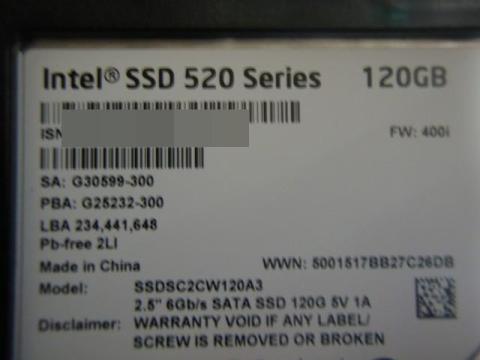 Intel® SSD 520 Series 120GB
ISN
FW: 400i
SA: G30599-300
PBA: G25232-300
LBA 234,441,648
Pb-free 2LI
Made in China WWN: 5001517BB27C26DB
Model: SSDSC2CW120A3
2.5" 6Gb/s SATA SSD 120G 5V 1A
Disclaimer: WARRANTY VOID IF ANY LABEL/
SCREW IS REMOVED OR BROKEN